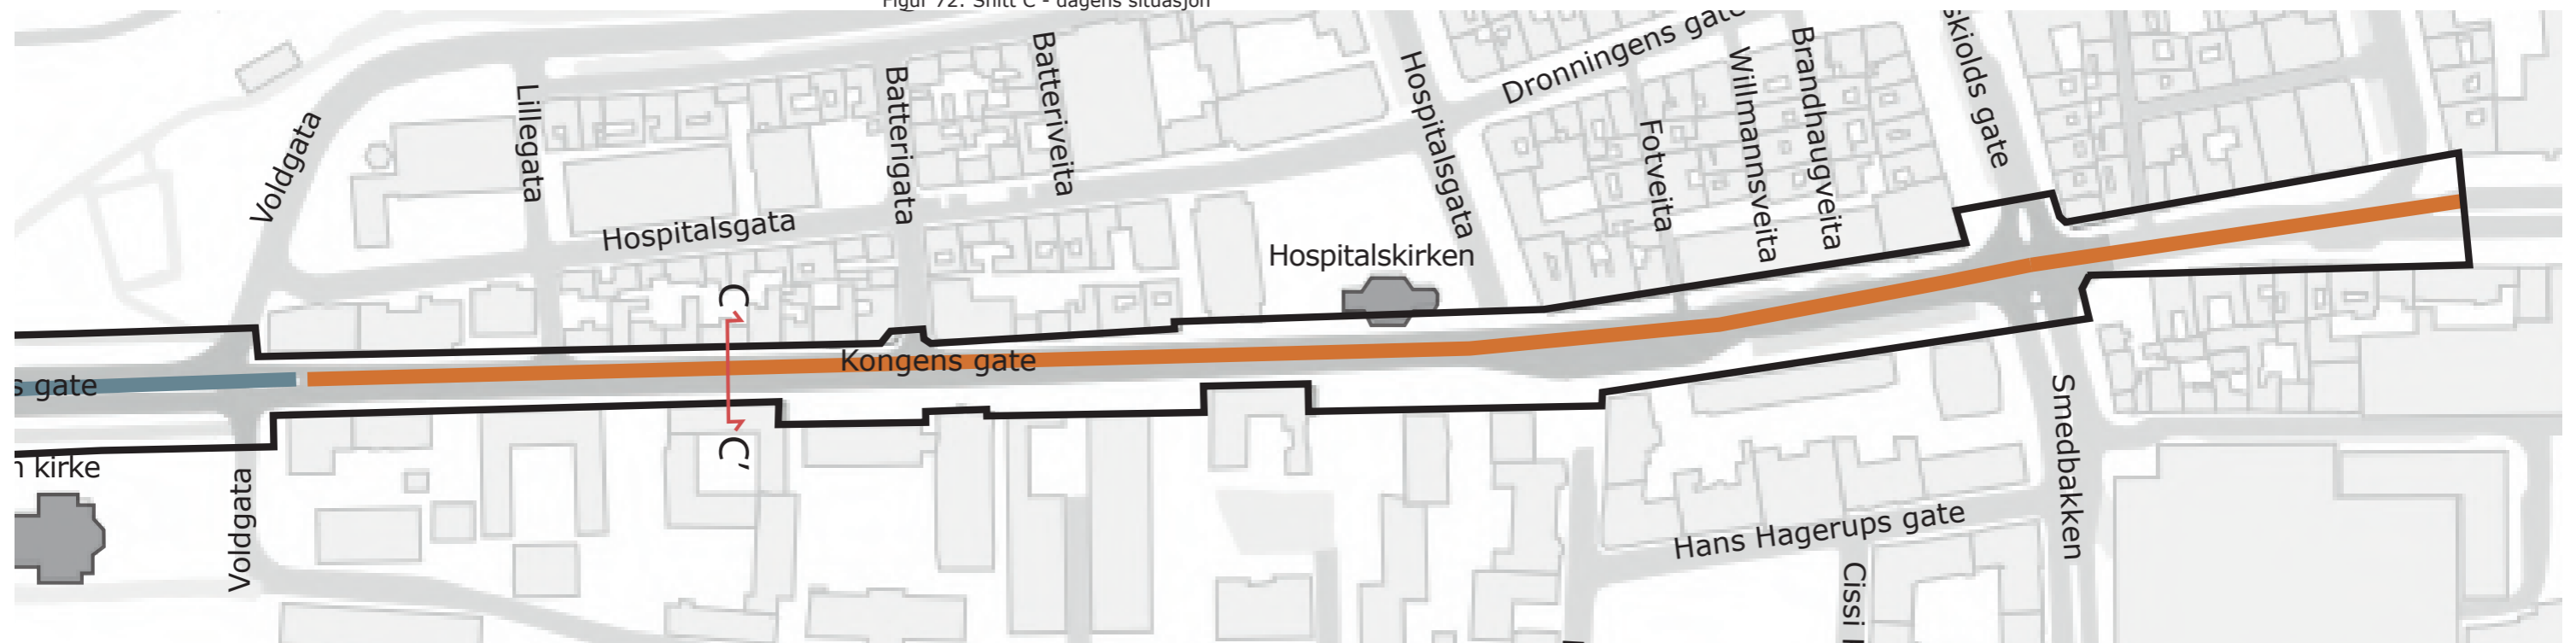 Figur 72: Snitt C - dagens situasjon
Voldgata
Lillegata
Batterigata
Batteriveita
Hospitalsgata
Dronningens gate
Fotveita
Willmannsveita
Brandhaugveita
skiolds gate
Hospitalsgata
Hospitalskirken
C
Kongens gate
s gate
C'
n kirke
Voldgata
Smedbakken
Hans Hagerups gate
Cissi